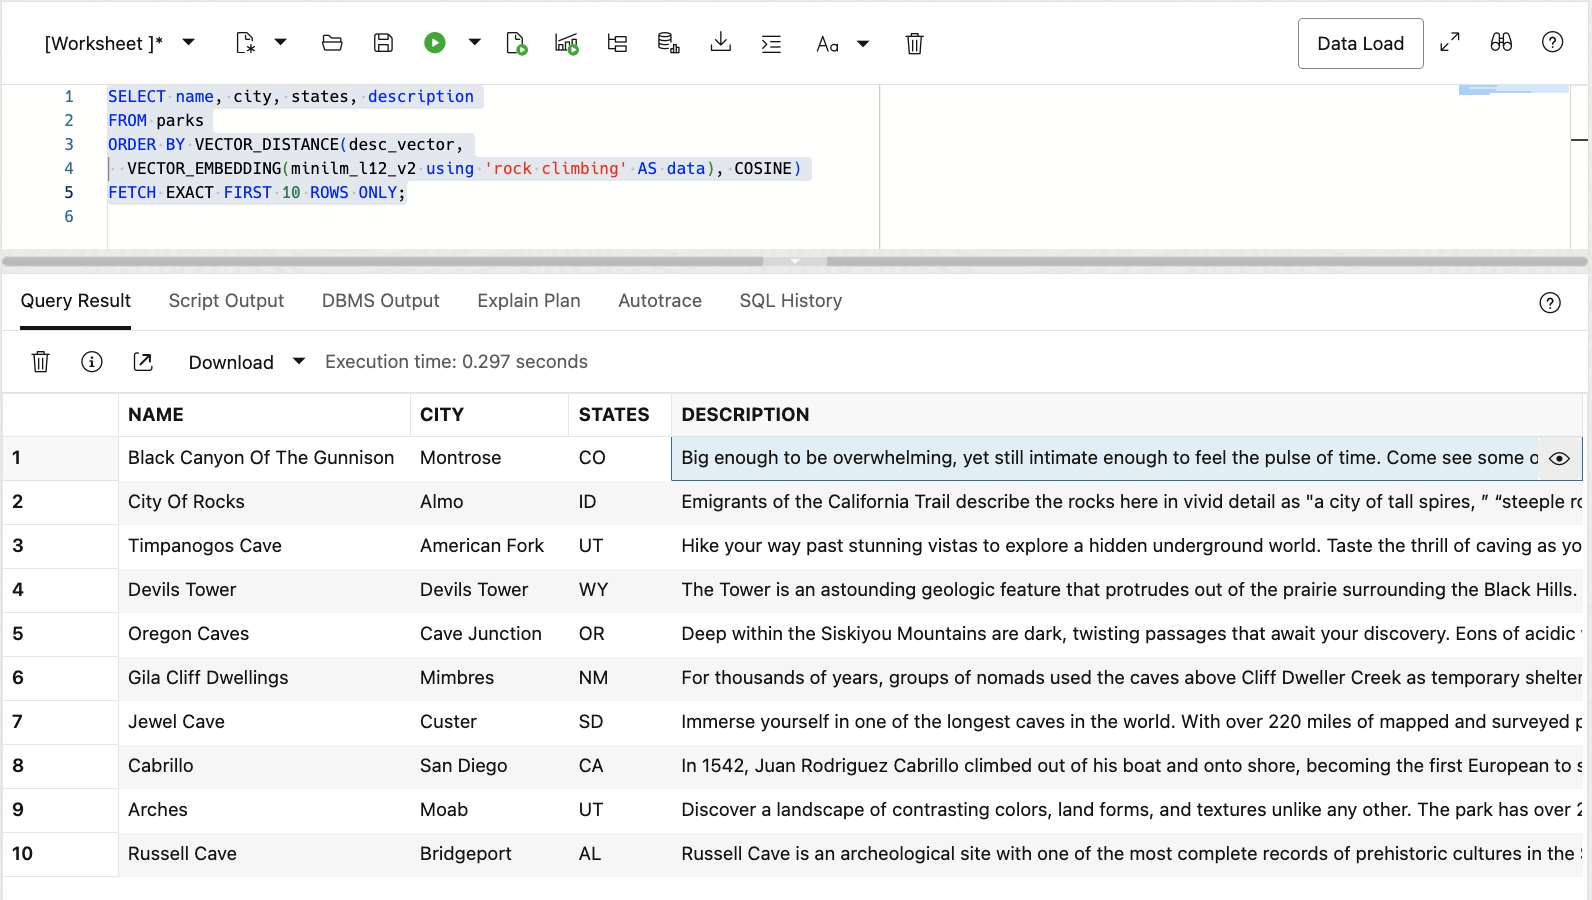 [Worksheet ]*
Aa
Data Load
1 SELECT name, city, states, description
2 FROM parks
3 ORDER BY VECTOR_DISTANCE(desc_vector,
4 VECTOR_EMBEDDING(minilm_l12_v2 using 'rock climbing' AS data), COSINE)
5 FETCH EXACT FIRST 10 ROWS ONLY;
6
Query Result Script Output DBMS Output Explain Plan Autotrace SQL History
Download Execution time: 0.297 seconds
NAME CITY STATES DESCRIPTION
1 Black Canyon Of The Gunnison Montrose CO Big enough to be overwhelming, yet still intimate enough to feel the pulse of time. Come see some o
2 City Of Rocks Almo ID Emigrants of the California Trail describe the rocks here in vivid detail as "a city of tall spires, ” “steeple ro
3 Timpanogos Cave American Fork UT Hike your way past stunning vistas to explore a hidden underground world. Taste the thrill of caving as yo
4 Devils Tower Devils Tower WY The Tower is an astounding geologic feature that protrudes out of the prairie surrounding the Black Hills.
5 Oregon Caves Cave Junction OR Deep within the Siskiyou Mountains are dark, twisting passages that await your discovery. Eons of acidic
6 Gila Cliff Dwellings Mimbres NM For thousands of years, groups of nomads used the caves above Cliff Dweller Creek as temporary shelter
7 Jewel Cave Custer SD Immerse yourself in one of the longest caves in the world. With over 220 miles of mapped and surveyed p
8 Cabrillo San Diego CA In 1542, Juan Rodriguez Cabrillo climbed out of his boat and onto shore, becoming the first European to s
9 Arches Moab UT Discover a landscape of contrasting colors, land forms, and textures unlike any other. The park has over 2
10 Russell Cave Bridgeport AL Russell Cave is an archeological site with one of the most complete records of prehistoric cultures in the